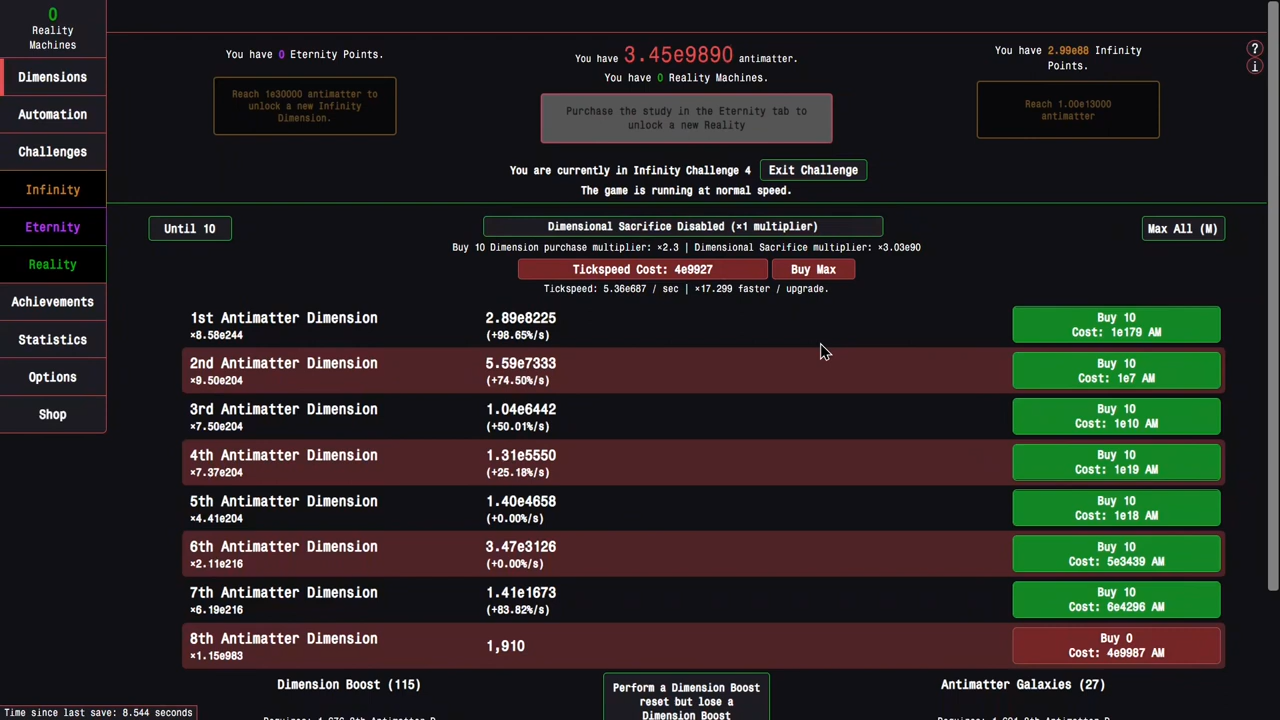 0
Reality
Machines
Dimensions
Automation
Challenges
Infinity
Eternity
Reality
Achievements
Statistics
Options
Shop
Time since last save: 8.544 seconds
You have 0 Eternity Points.
Reach 1e30000 antimatter to
unlock a new Infinity
Dimension.
You have 3.45e9890 antimatter.
You have 0 Reality Machines.
Purchase the study in the Eternity tab to
unlock a new Reality
You have 2.99e88 Infinity
Points.
Reach 1.00e13000
antimatter
?
i
You are currently in Infinity Challenge 4
Exit Challenge
The game is running at normal speed.
Until 10
Dimensional Sacrifice Disabled (×1 multiplier)
Max All (M)
Buy 10 Dimension purchase multiplier: ×2.3 | Dimensional Sacrifice multiplier: ×3.03e90
Tickspeed Cost: 4e9927
Buy Max
Tickspeed: 5.36e687 / sec | ×17.299 faster / upgrade.
1st Antimatter Dimension
×8.58e244
2.89e8225
(+98.65%/s)
Buy 10
Cost: 1e179 AM
2nd Antimatter Dimension
×9.50e204
5.59e7333
(+74.50%/s)
Buy 10
Cost: 1e7 AM
3rd Antimatter Dimension
×7.50e204
1.04e6442
(+50.01%/s)
Buy 10
Cost: 1e10 AM
4th Antimatter Dimension
×7.37e204
1.31e5550
(+25.18%/s)
Buy 10
Cost: 1e19 AM
5th Antimatter Dimension
×4.41e204
1.40e4658
(+0.00%/s)
Buy 10
Cost: 1e18 AM
6th Antimatter Dimension
×2.11e216
3.47e3126
(+0.00%/s)
Buy 10
Cost: 5e3439 AM
7th Antimatter Dimension
×6.19e216
1.41e1673
(+83.82%/s)
Buy 10
Cost: 6e4296 AM
8th Antimatter Dimension
×1.15e983
1,910
Buy 0
Cost: 4e9987 AM
Dimension Boost (115)
Perform a Dimension Boost
reset but lose a
Dimension Boost
Antimatter Galaxies (27)